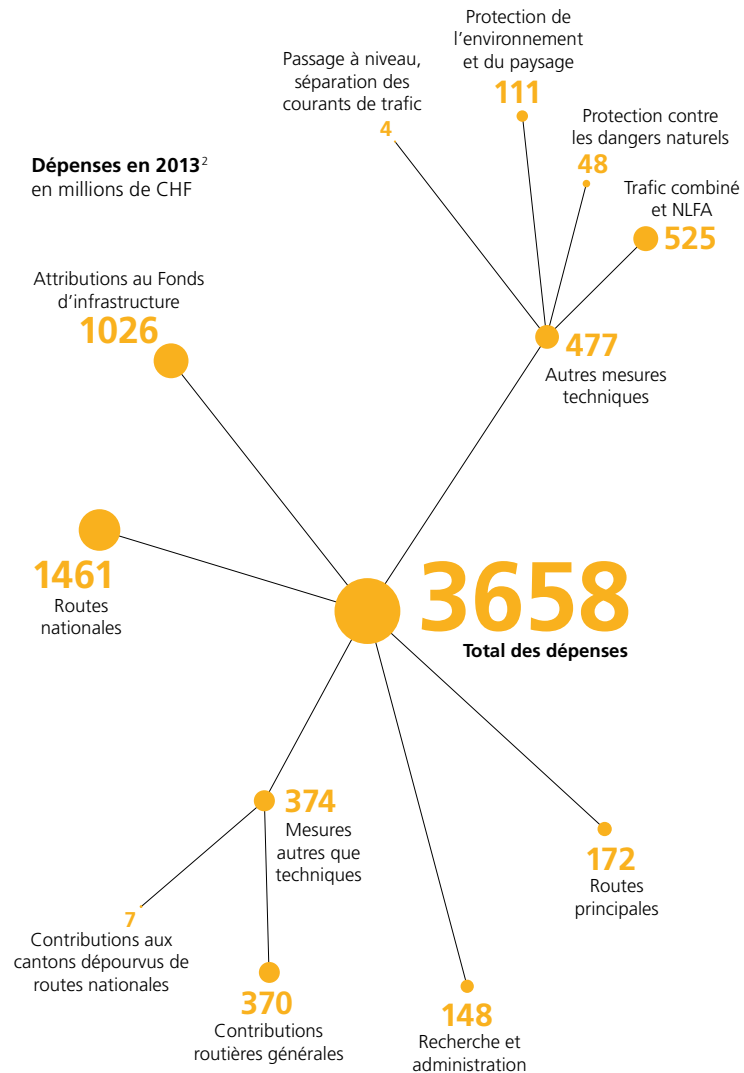 Dépenses en 2013²
en millions de CHF
Passage à niveau,
séparation des
courants de trafic
4
Protection de
l'environnement
et du paysage
111
Protection contre
les dangers naturels
48
Trafic combiné
et NLFA
525
477
Autres mesures
techniques
Attributions au Fonds
d'infrastructure
1026
1461
Routes
nationales
3658
Total des dépenses
374
Mesures
autres que
techniques
7
Contributions aux
cantons dépourvus de
routes nationales
370
Contributions
routières générales
148
Recherche et
administration
172
Routes
principales